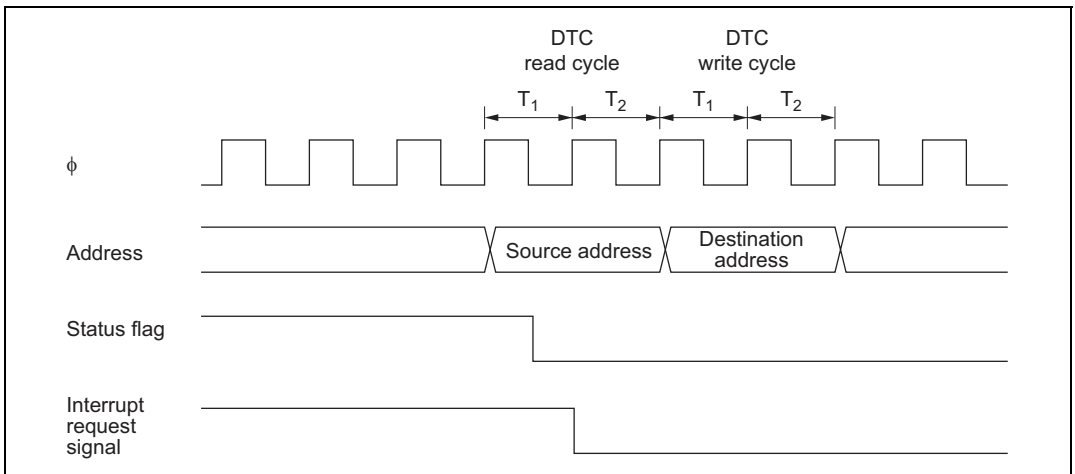 DTC
read cycle
DTC
write cycle
T1
T2
T1
T2
ϕ
Address
Source address
Destination
address
Status flag
Interrupt
request
signal